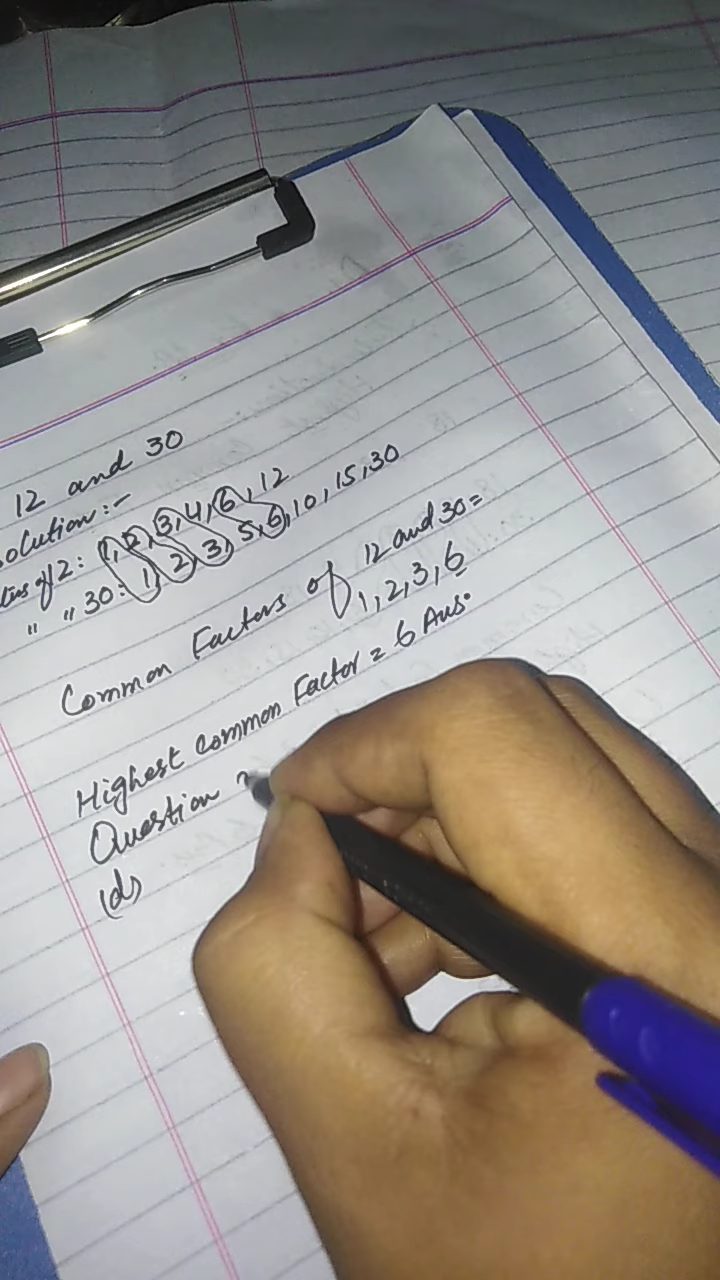 12 and 30
olution:-
of 12: 1, 2, 3, 4, 6, 12
" " 30: 1, 2, 3, 5, 6, 10, 15, 30
Common Factors of 12 and 30 =
1, 2, 3, 6
Highest common Factor = 6 Ans.
Question
(d)